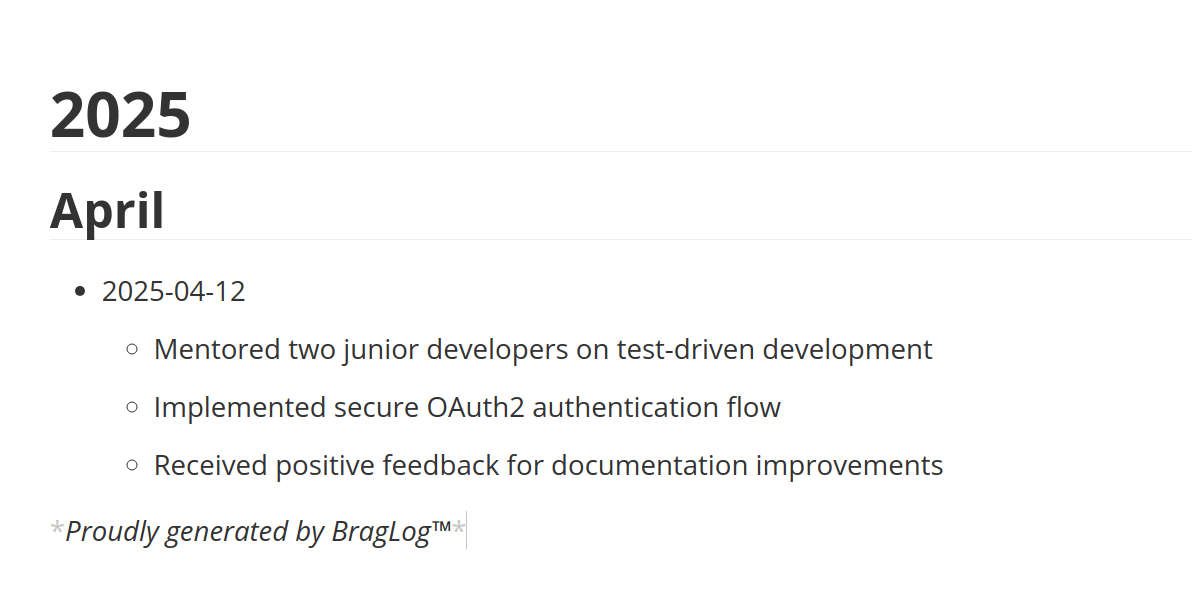 2025
April
2025-04-12
Mentored two junior developers on test-driven development
Implemented secure OAuth2 authentication flow
Received positive feedback for documentation improvements
*Proudly generated by BragLog™*